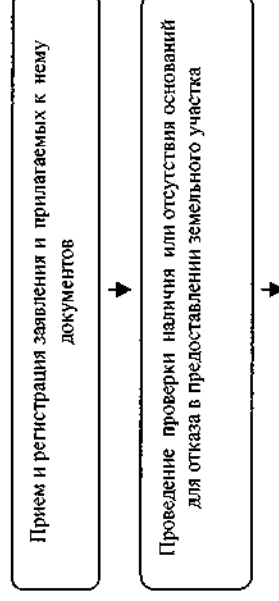 Прием и регистрация заявления и прилагаемых к нему
документов
Проведение проверки наличия или отсутствия оснований
для отказа в предоставлении земельного участка